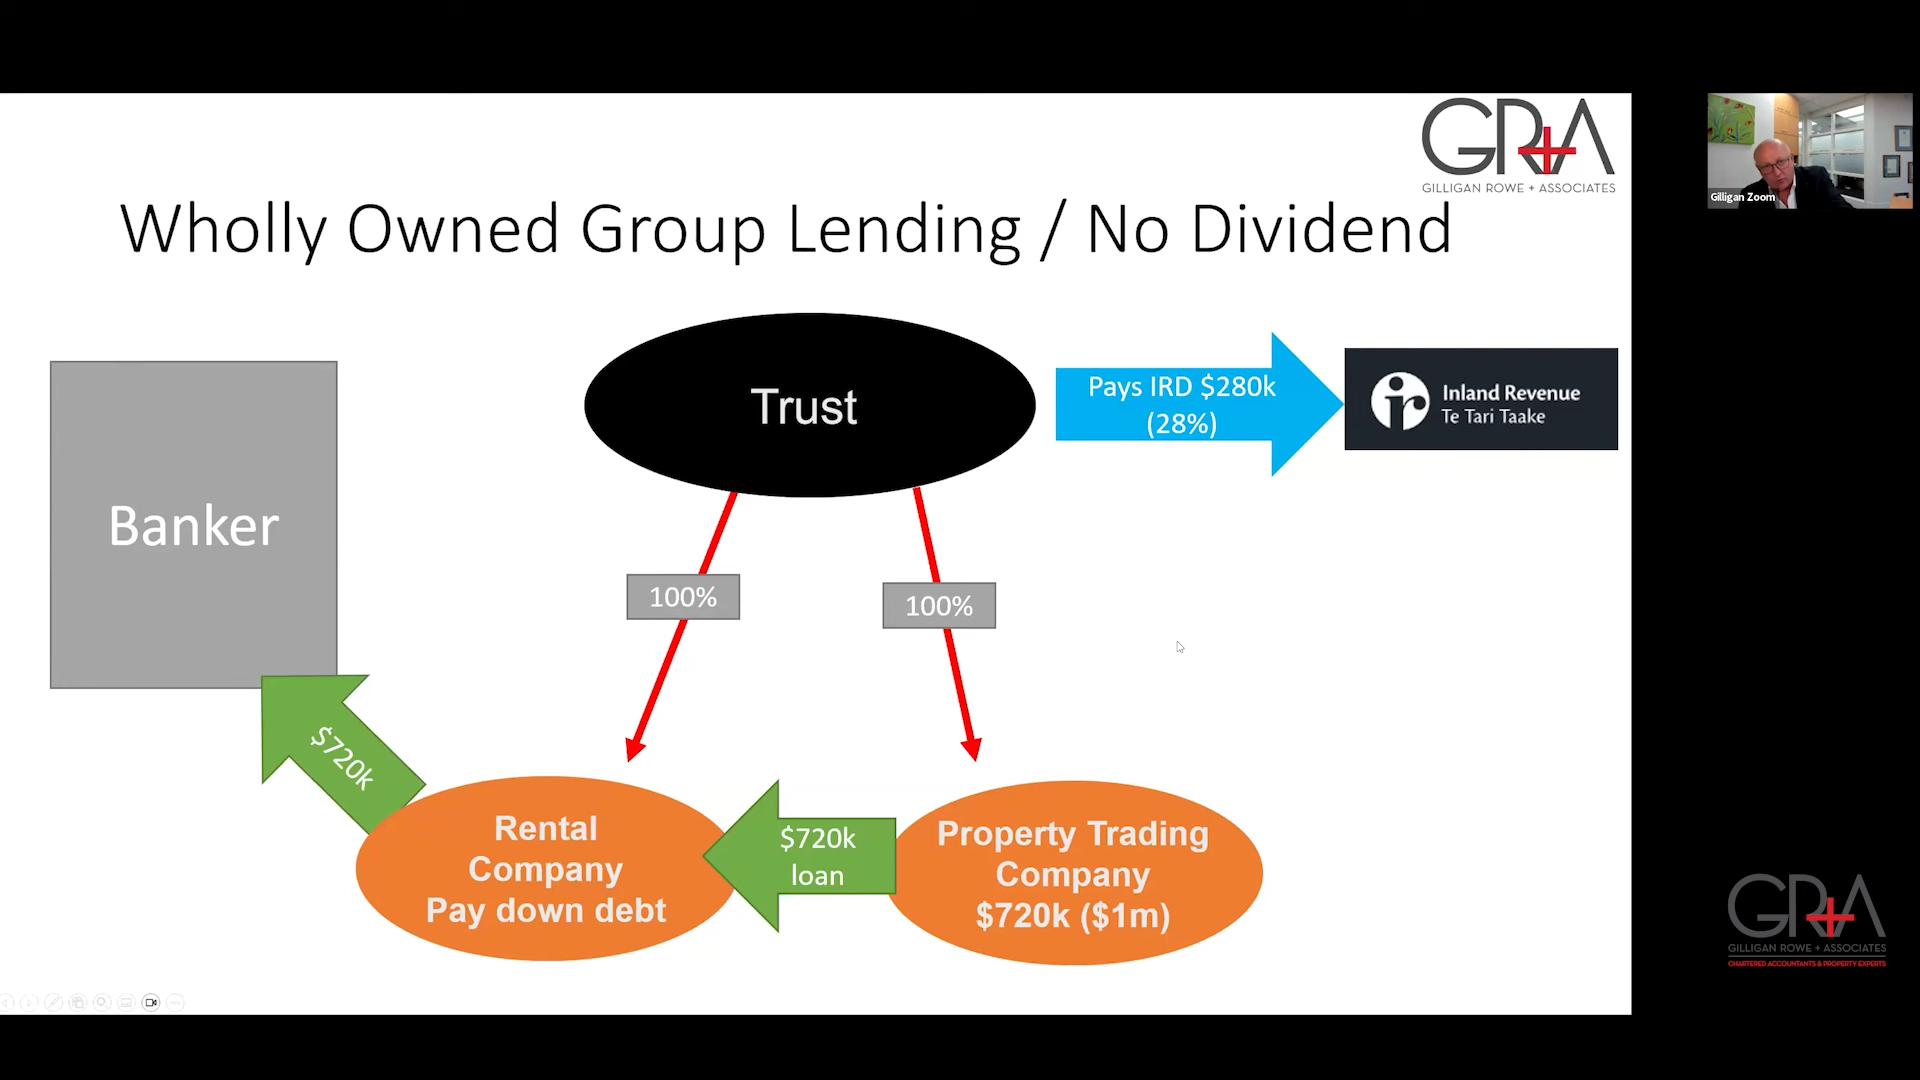 GR+A
GILLIGAN ROWE + ASSOCIATES
Gilligan Zoom
Wholly Owned Group Lending / No Dividend
Trust
Pays IRD $280k
(28%)
Inland Revenue
Te Tari Taake
Banker
100%
100%
$720k
Rental
Company
Pay down debt
$720k
loan
Property Trading
Company
$720k ($1m)
GR+A
GILLIGAN ROWE + ASSOCIATES
CHARTERED ACCOUNTANTS & PROPERTY EXPERTS